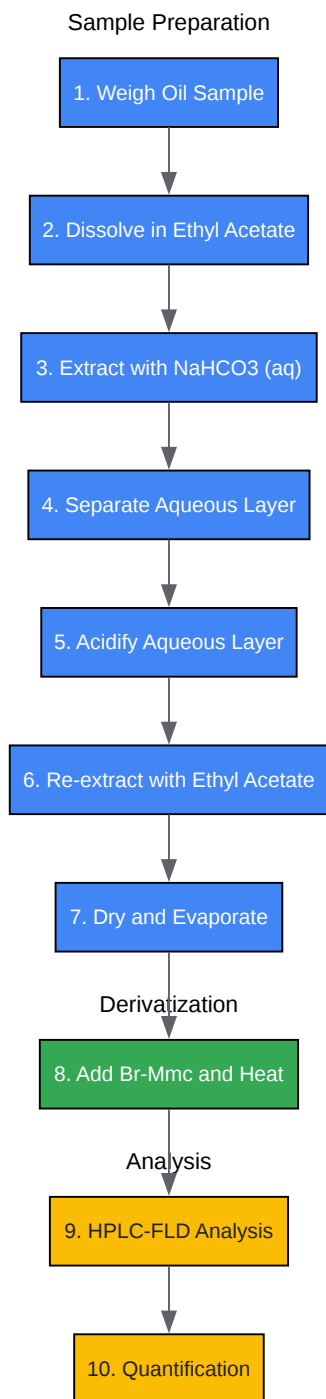 Sample Preparation
1. Weigh Oil Sample
2. Dissolve in Ethyl Acetate
3. Extract with NaHCO3 (aq)
4. Separate Aqueous Layer
5. Acidify Aqueous Layer
6. Re-extract with Ethyl Acetate
7. Dry and Evaporate
Derivatization
8. Add Br-Mmc and Heat
Analysis
9. HPLC-FLD Analysis
10. Quantification